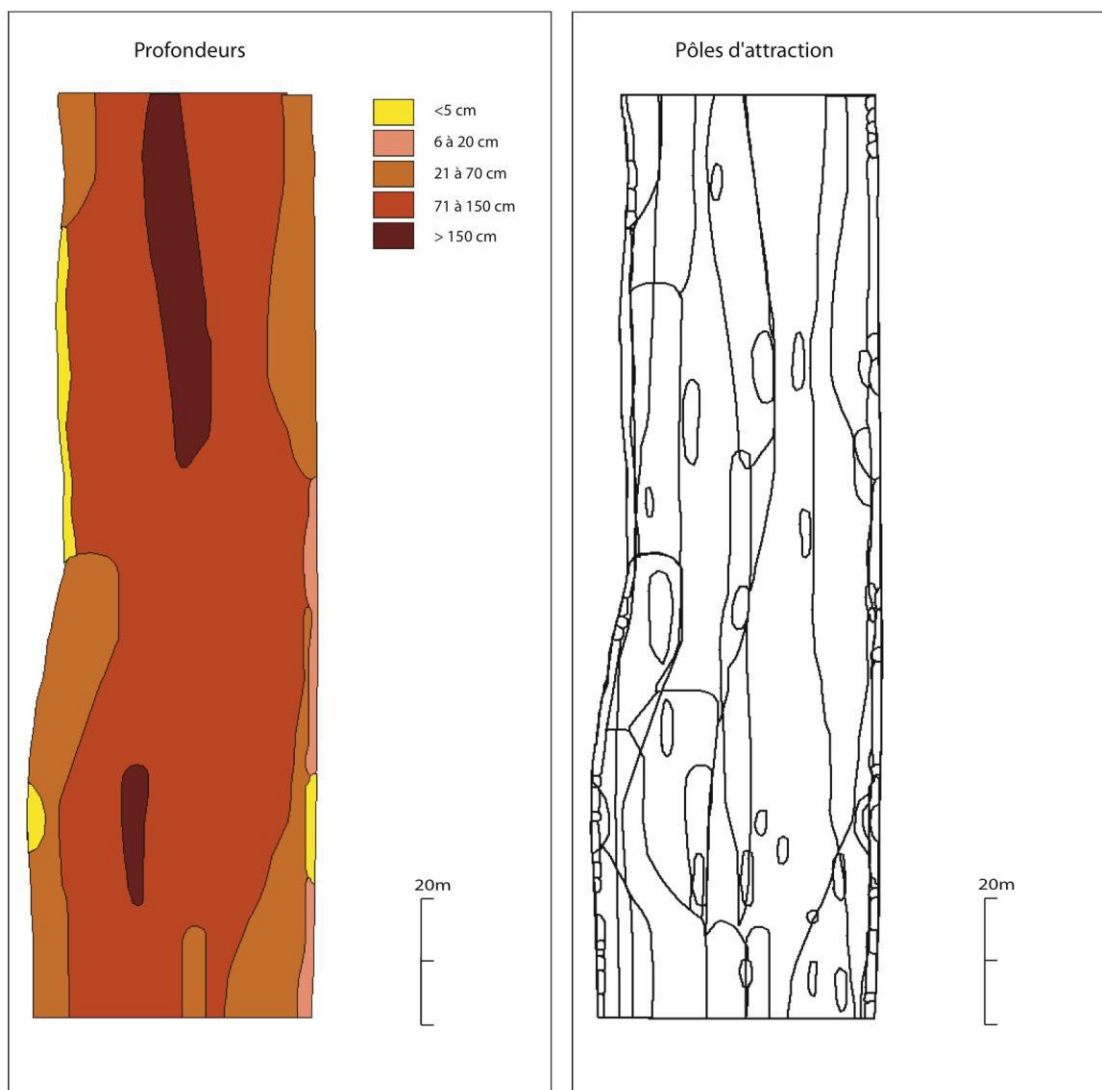 Profondeurs
<5 cm
6 à 20 cm
21 à 70 cm
71 à 150 cm
> 150 cm
20m
Pôles d'attraction
20m